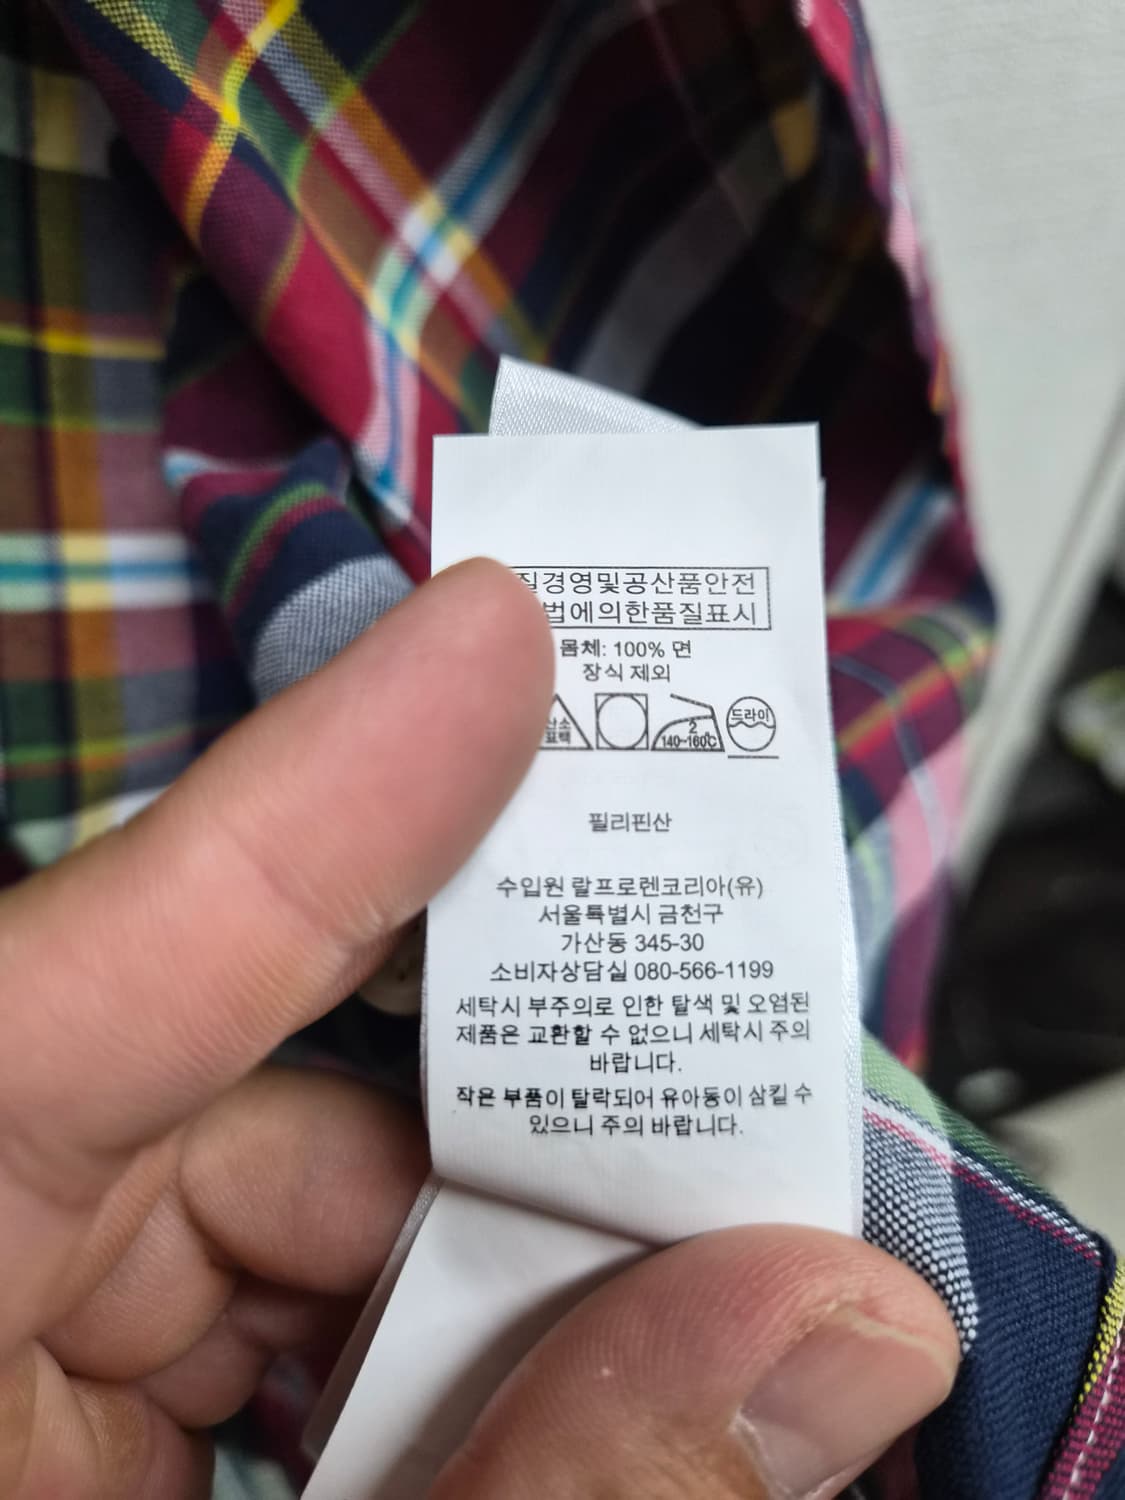 질경영및공산품안전
법에의한품질표시
몸체: 100% 면
장식 제외
산소
표백
2
140~160℃
드라이
필리핀산
수입원 랄프로렌코리아(유)
서울특별시 금천구
가산동 345-30
소비자상담실 080-566-1199
세탁시 부주의로 인한 탈색 및 오염된
제품은 교환할 수 없으니 세탁시 주의
바랍니다.
작은 부품이 탈락되어 유아동이 삼킬 수
있으니 주의 바랍니다.